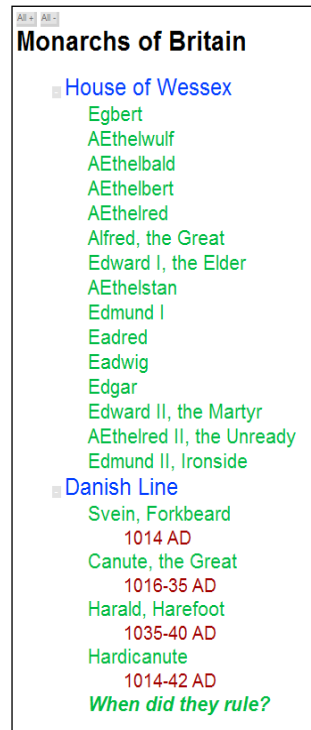 All + All -
Monarchs of Britain
House of Wessex
Egbert
AEthelwulf
AEthelbald
AEthelbert
AEthelred
Alfred, the Great
Edward I, the Elder
AEthelstan
Edmund I
Eadred
Eadwig
Edgar
Edward II, the Martyr
AEthelred II, the Unready
Edmund II, Ironside
Danish Line
Svein, Forkbeard
1014 AD
Canute, the Great
1016-35 AD
Harald, Harefoot
1035-40 AD
Hardicanute
1014-42 AD
When did they rule?